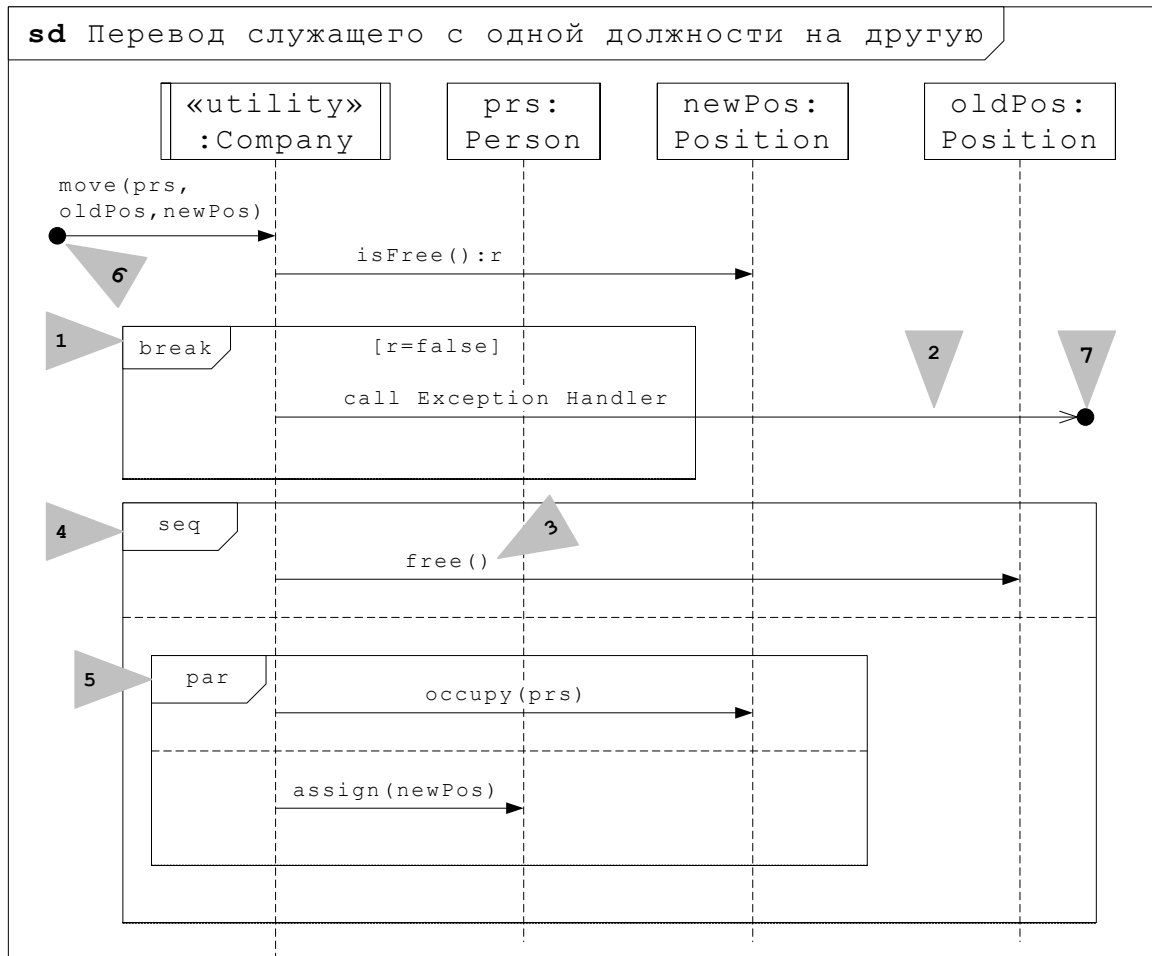 sd Перевод служащего с одной должности на другую
«utility»
:Company
prs:
Person
newPos:
Position
oldPos:
Position
move(prs,
oldPos,newPos)
6
isFree():r
1
break
[r=false]
2
7
call Exception Handler
4
seq
3
free()
5
par
occupy(prs)
assign(newPos)